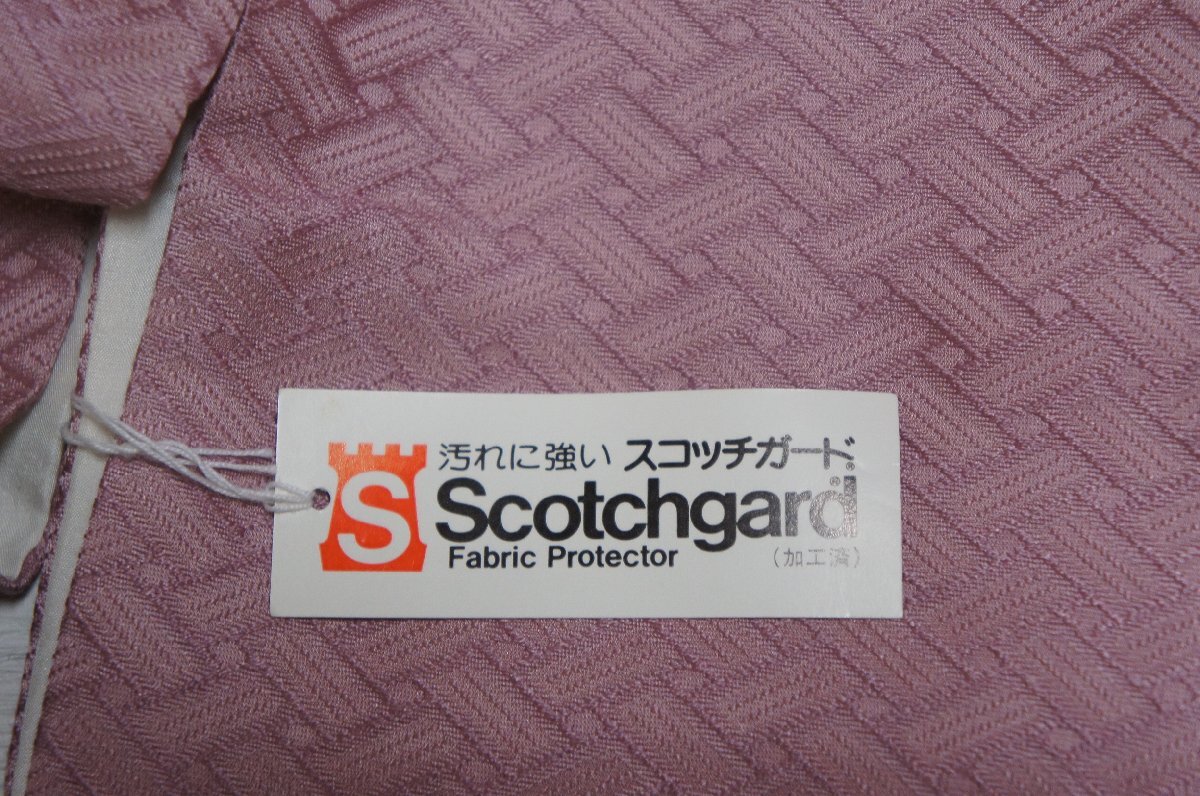 汚れに強い スコッチガード®
S Scotchgard®
Fabric Protector (加工済)